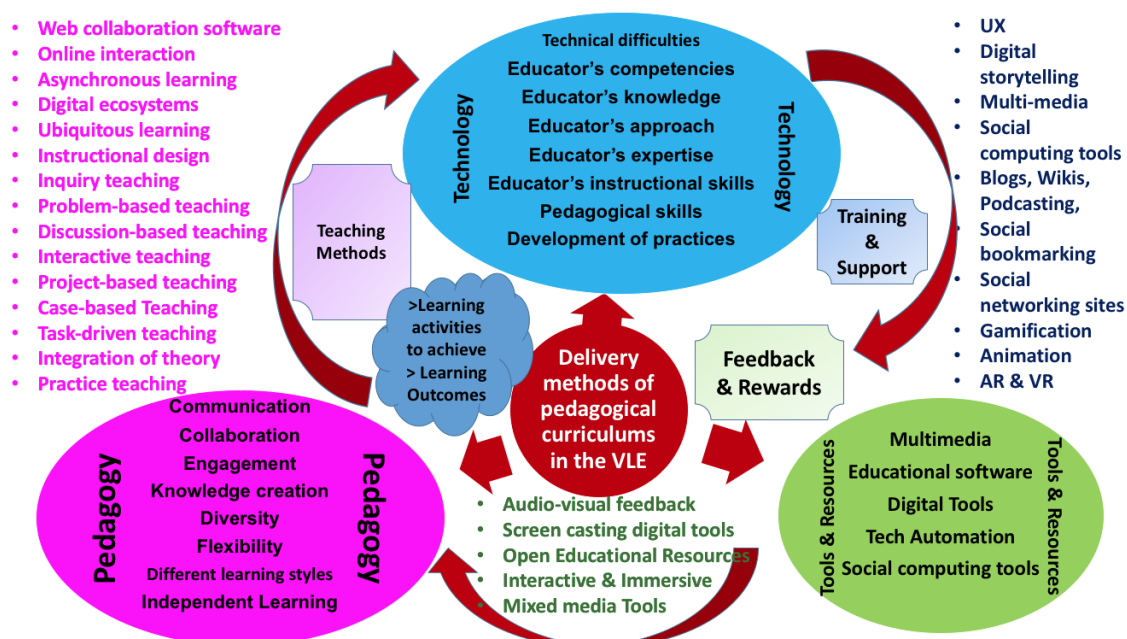 • Web collaboration software
• Online interaction
• Asynchronous learning
• Digital ecosystems
• Ubiquitous learning
• Instructional design
• Inquiry teaching
• Problem-based teaching
• Discussion-based teaching
• Interactive teaching
• Project-based teaching
• Case-based Teaching
• Task-driven teaching
• Integration of theory
• Practice teaching
Teaching
Methods
Technology
Technical difficulties
Educator’s competencies
Educator’s knowledge
Educator’s approach
Educator’s expertise
Educator’s instructional skills
Pedagogical skills
Development of practices
Technology
Training
&
Support
• UX
• Digital
storytelling
• Multi-media
• Social
computing tools
• Blogs, Wikis,
Podcasting,
• Social
bookmarking
• Social
networking sites
• Gamification
• Animation
• AR & VR
>Learning
activities
to achieve
> Learning
Outcomes
Delivery
methods of
pedagogical
curriculums
in the VLE
Feedback
& Rewards
Pedagogy
Communication
Collaboration
Engagement
Knowledge creation
Diversity
Flexibility
Different learning styles
Independent Learning
Pedagogy
• Audio-visual feedback
• Screen casting digital tools
• Open Educational Resources
• Interactive & Immersive
• Mixed media Tools
Tools & Resources
Multimedia
Educational software
Digital Tools
Tech Automation
Social computing tools
Tools & Resources